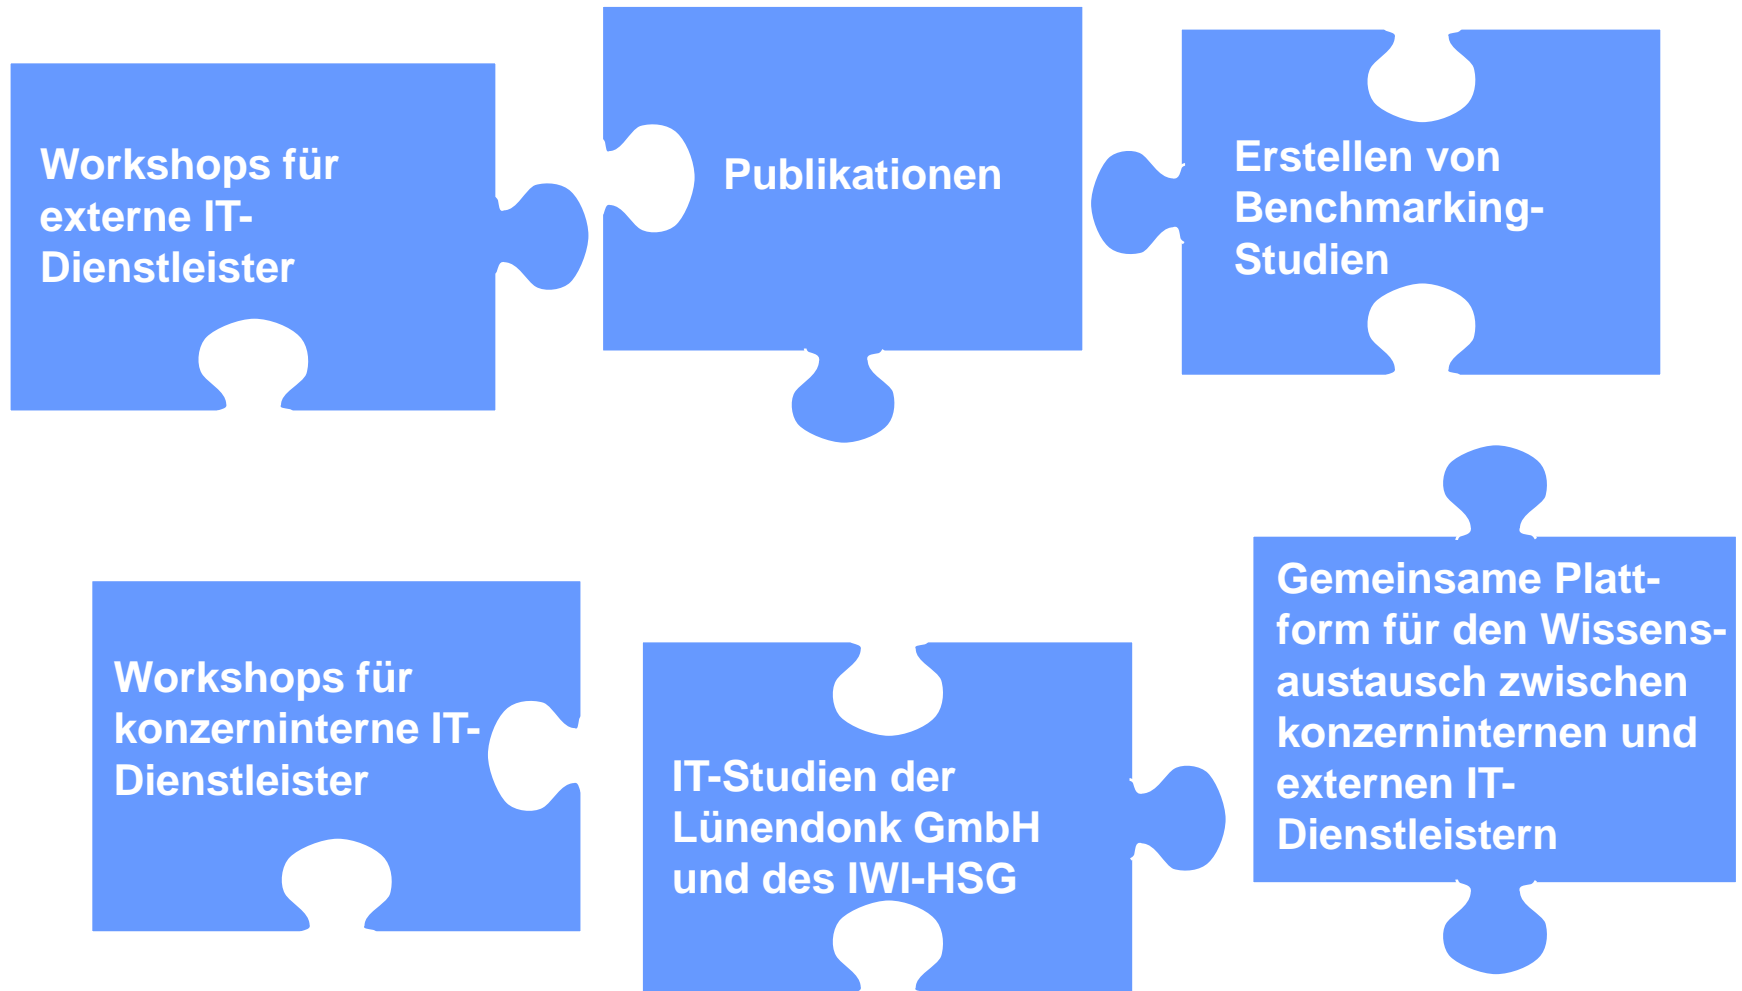 Workshops für
externe IT-
Dienstleister
Publikationen
Erstellen von
Benchmarking-
Studien
Workshops für
konzerninterne IT-
Dienstleister
IT-Studien der
Lünendonk GmbH
und des IWI-HSG
Gemeinsame Platt-
form für den Wissens-
austausch zwischen
konzerninternen und
externen IT-
Dienstleistern